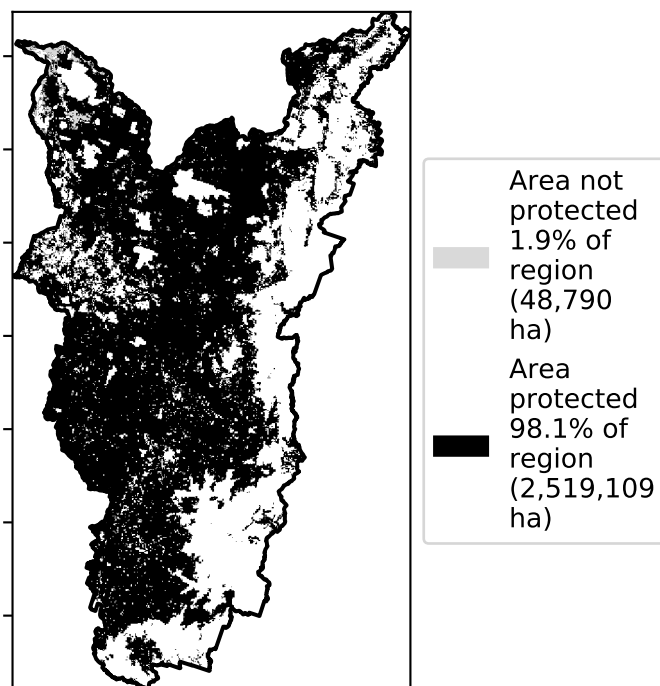 Area not
protected
1.9% of
region
(48,790
ha)
Area
protected
98.1% of
region
(2,519,109
ha)